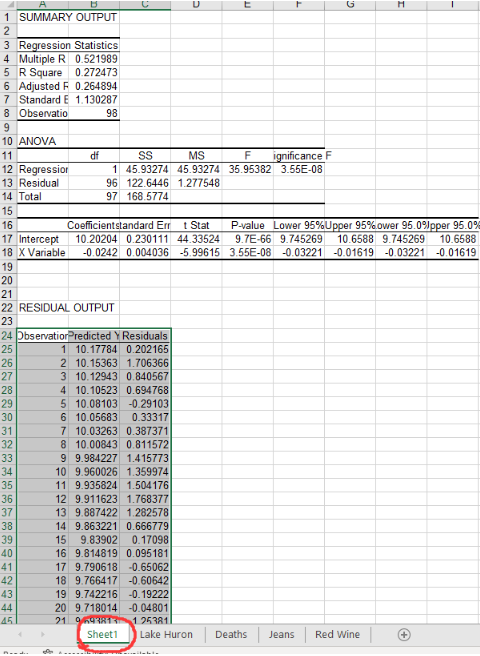 A B C D E F G H I
1 SUMMARY OUTPUT
2
3 Regression Statistics
4 Multiple R 0.521989
5 R Square 0.272473
6 Adjusted R 0.264894
7 Standard E 1.130287
8 Observatio 98
9
10 ANOVA
11 df SS MS F ignificance F
12 Regressior 1 45.93274 45.93274 35.95382 3.55E-08
13 Residual 96 122.6446 1.277548
14 Total 97 168.5774
15
16 Coefficients tandard Err t Stat P-value Lower 95% Upper 95% ower 95.0% Jpper 95.0%
17 Intercept 10.20204 0.230111 44.33524 9.7E-66 9.745269 10.6588 9.745269 10.6588
18 X Variable -0.0242 0.004036 -5.99615 3.55E-08 -0.03221 -0.01619 -0.03221 -0.01619
19
20
21
22 RESIDUAL OUTPUT
23
24 Observation Predicted Y Residuals
25 1 10.17784 0.202165
26 2 10.15363 1.706366
27 3 10.12943 0.840567
28 4 10.10523 0.694768
29 5 10.08103 -0.29103
30 6 10.05683 0.33317
31 7 10.03263 0.387371
32 8 10.00843 0.811572
33 9 9.984227 1.415773
34 10 9.960026 1.359974
35 11 9.935824 1.504176
36 12 9.911623 1.768377
37 13 9.887422 1.282578
38 14 9.863221 0.666779
39 15 9.83902 0.17098
40 16 9.814819 0.095181
41 17 9.790618 -0.65062
42 18 9.766417 -0.60642
43 19 9.742216 -0.19222
44 20 9.718014 -0.04801
45 21 9.693813 1.25381
Sheet1 Lake Huron Deaths Jeans Red Wine